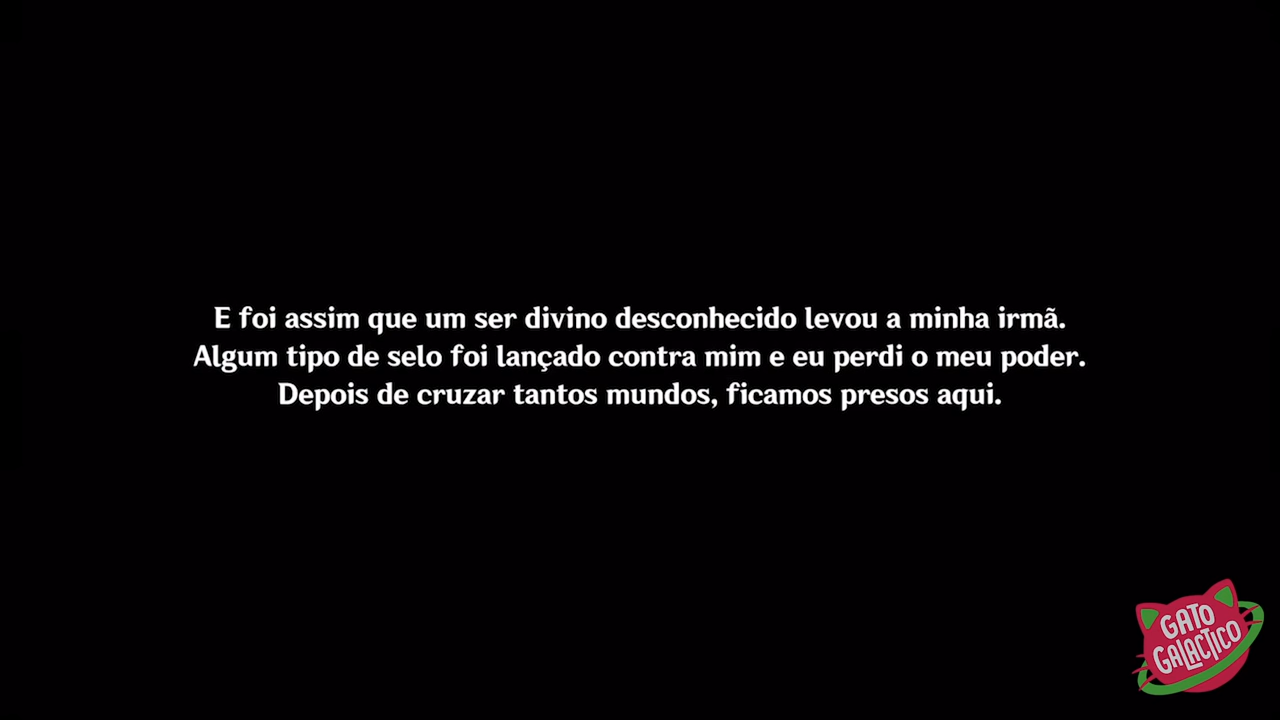 E foi assim que um ser divino desconhecido levou a minha irmã.
Algum tipo de selo foi lançado contra mim e eu perdi o meu poder.
Depois de cruzar tantos mundos, ficamos presos aqui.
GATO
GALACTICO